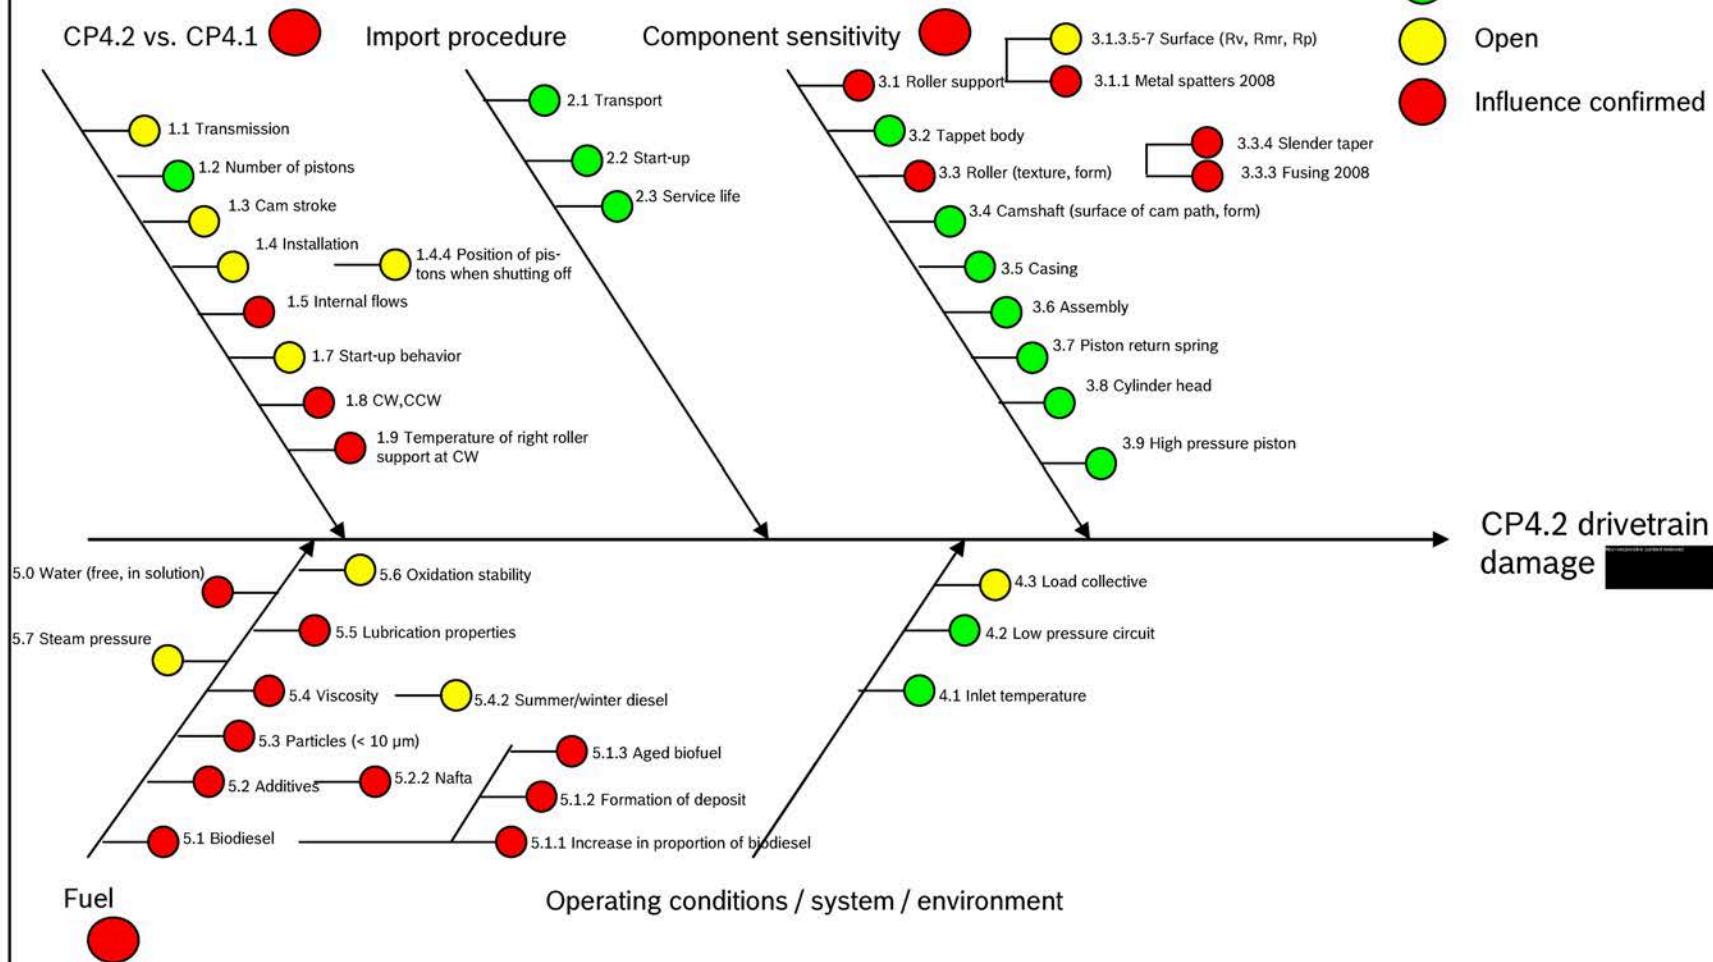 CP4.2 vs. CP4.1
Import procedure
Component sensitivity
Open
Influence confirmed
1.1 Transmission
1.2 Number of pistons
1.3 Cam stroke
1.4 Installation
1.4.4 Position of pis-
tons when shutting off
1.5 Internal flows
1.7 Start-up behavior
1.8 CW,CCW
1.9 Temperature of right roller
support at CW
2.1 Transport
2.2 Start-up
2.3 Service life
3.1 Roller support
3.1.3.5-7 Surface (Rv, Rmr, Rp)
3.1.1 Metal spatters 2008
3.2 Tappet body
3.3 Roller (texture, form)
3.3.4 Slender taper
3.3.3 Fusing 2008
3.4 Camshaft (surface of cam path, form)
3.5 Casing
3.6 Assembly
3.7 Piston return spring
3.8 Cylinder head
3.9 High pressure piston
CP4.2 drivetrain
damage
5.0 Water (free, in solution)
5.6 Oxidation stability
5.7 Steam pressure
5.5 Lubrication properties
5.4 Viscosity
5.4.2 Summer/winter diesel
5.3 Particles (< 10 µm)
5.2 Additives
5.2.2 Nafta
5.1 Biodiesel
5.1.3 Aged biofuel
5.1.2 Formation of deposit
5.1.1 Increase in proportion of biodiesel
4.3 Load collective
4.2 Low pressure circuit
4.1 Inlet temperature
Fuel
Operating conditions / system / environment